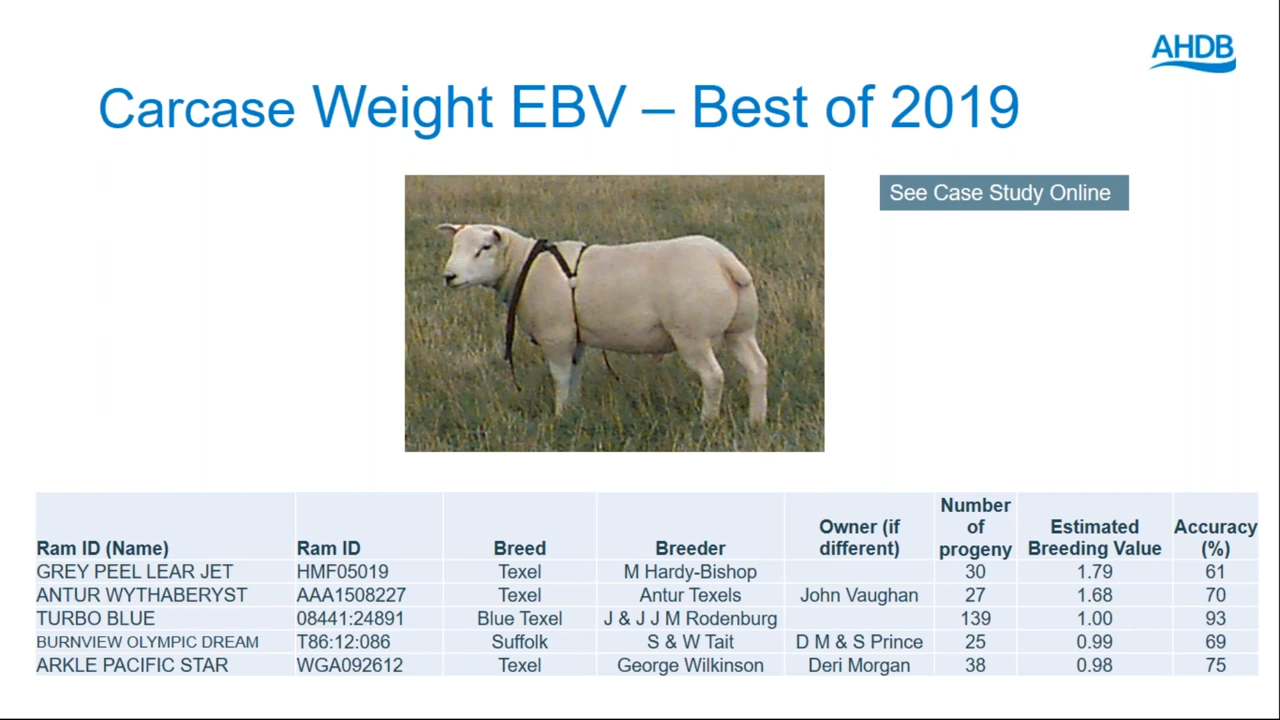 AHDB
Carcase Weight EBV – Best of 2019
See Case Study Online
Ram ID (Name) Ram ID Breed Breeder Owner (if different) Number of progeny Estimated Breeding Value Accuracy (%)
GREY PEEL LEAR JET HMF05019 Texel M Hardy-Bishop 30 1.79 61
ANTUR WYTHABERYST AAA1508227 Texel Antur Texels John Vaughan 27 1.68 70
TURBO BLUE 08441:24891 Blue Texel J & J J M Rodenburg 139 1.00 93
BURNVIEW OLYMPIC DREAM T86:12:086 Suffolk S & W Tait D M & S Prince 25 0.99 69
ARKLE PACIFIC STAR WGA092612 Texel George Wilkinson Deri Morgan 38 0.98 75